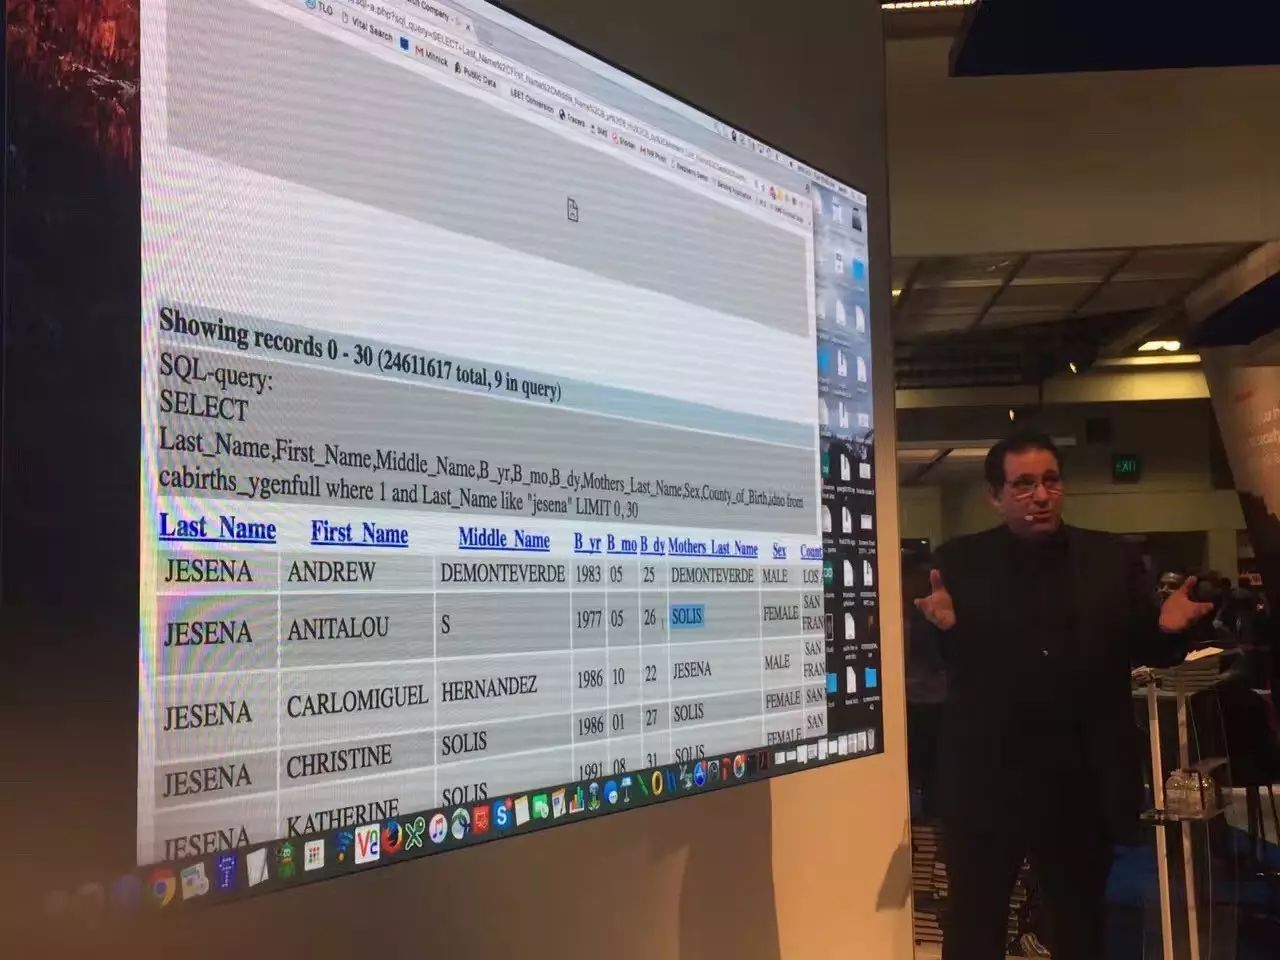 TLO Vital Search Mitnick Public Data LEET Conversion Tracers
Showing records 0 - 30 (24611617 total, 9 in query)
SQL-query:
SELECT
Last_Name,First_Name,Middle_Name,B_yr,B_mo,B_dy,Mothers_Last_Name,Sex,County_of_Birth,idno from
cabirths_ygenfull where 1 and Last_Name like "jesena" LIMIT 0, 30
Last_Name First_Name Middle_Name B_yr B_mo B_dy Mothers_Last_Name Sex Count
JESENA ANDREW DEMONTEVERDE 1983 05 25 DEMONTEVERDE MALE LOS
JESENA ANITALOU S 1977 05 26 SOLIS FEMALE SAN FRAN
JESENA CARLOMIGUEL HERNANDEZ 1986 10 22 JESENA MALE SAN FRAN
JESENA CHRISTINE SOLIS 1986 01 27 SOLIS FEMALE SAN
JESENA KATHERINE SOLIS 1991 08 31 SOLIS FEMALE SAN
EXIT